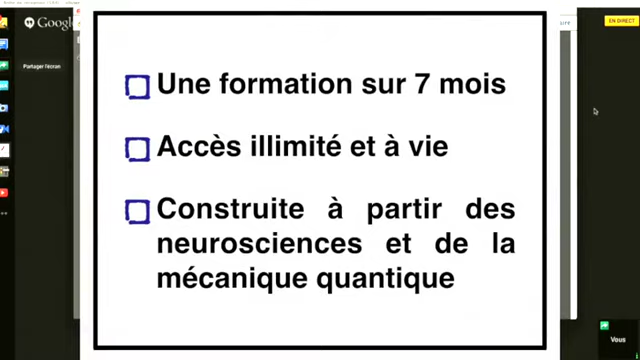 Google
EN DIRECT
Partager l'écran
Une formation sur 7 mois
Accès illimité et à vie
Construite à partir des
neurosciences et de la
mécanique quantique
Vous